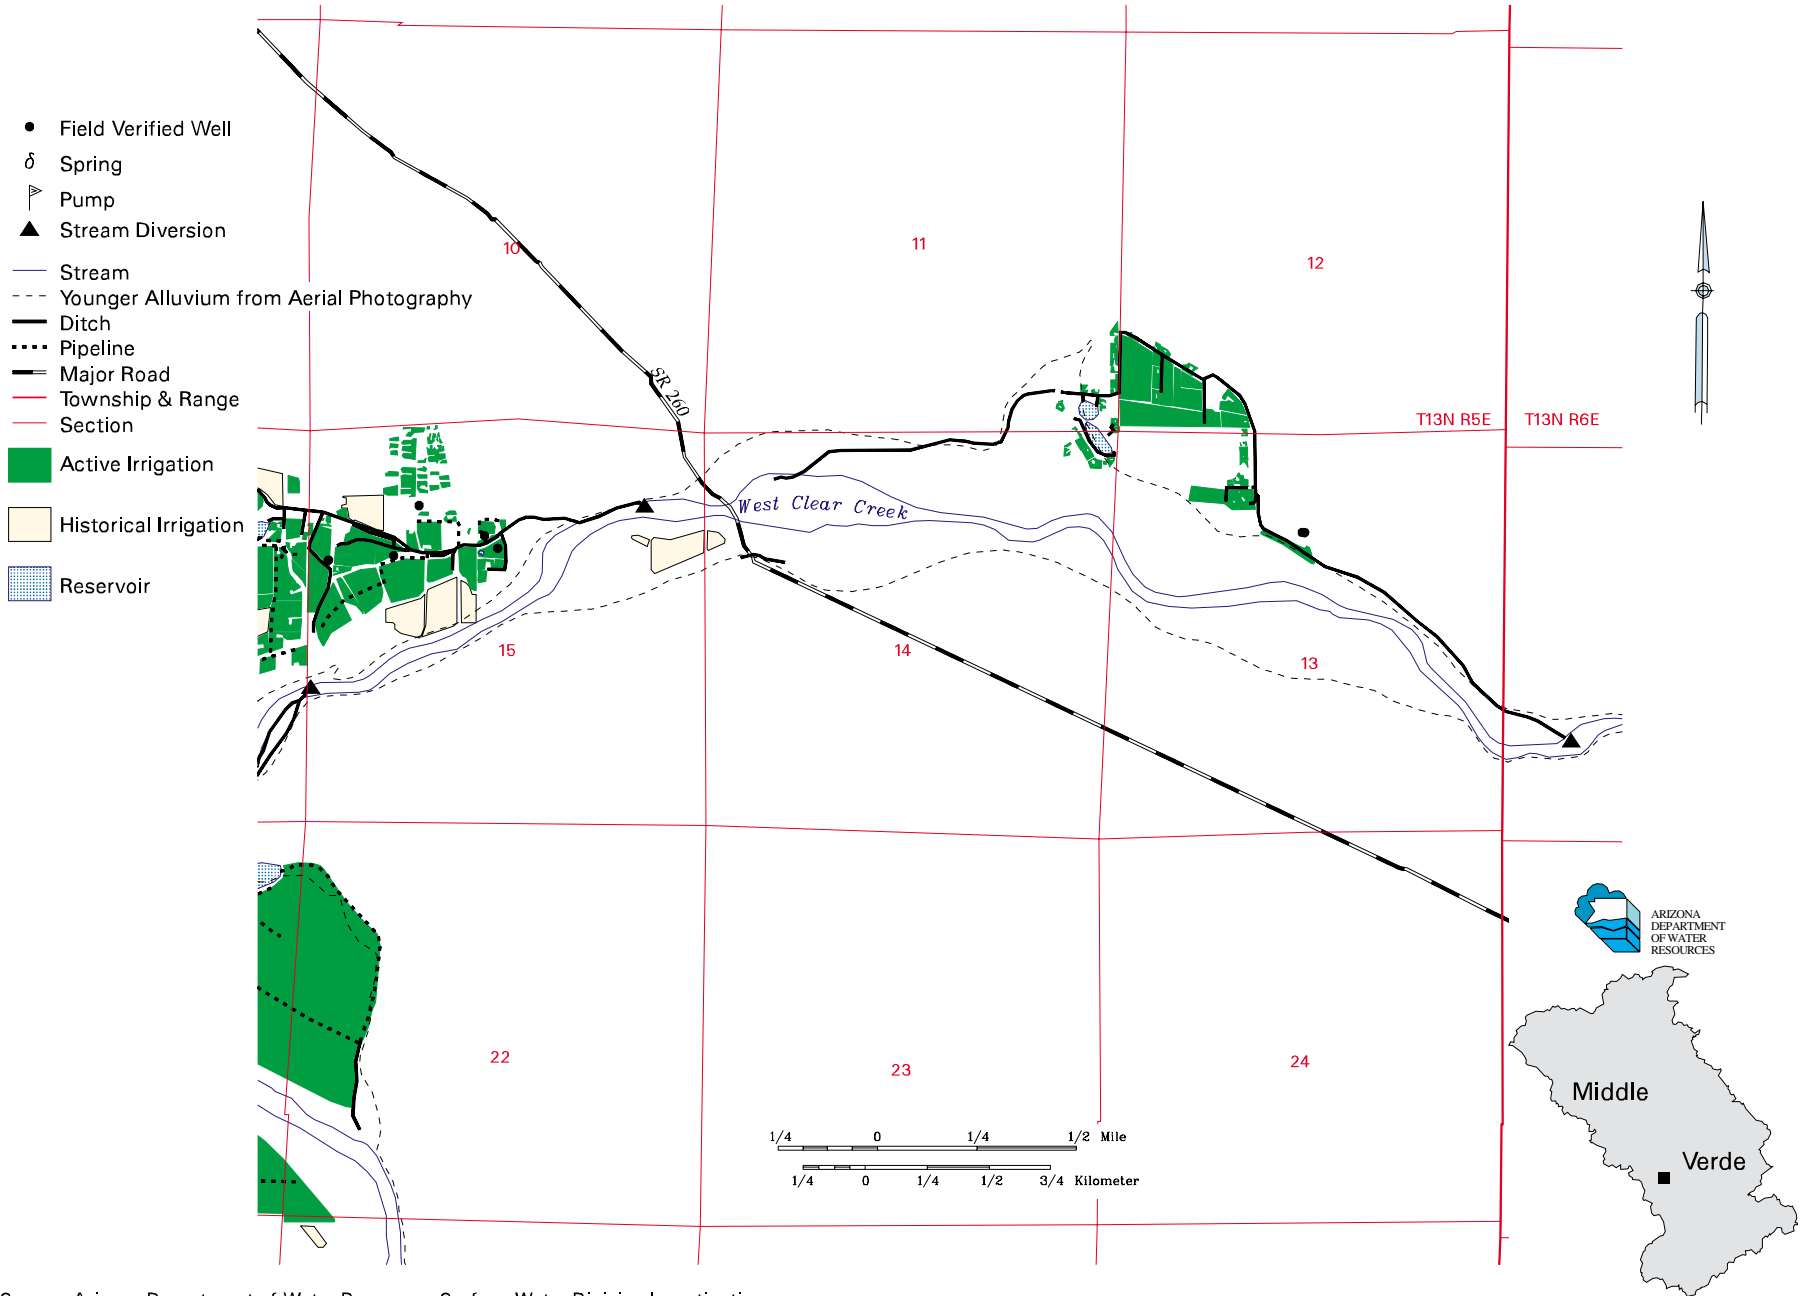 Field Verified Well
Spring
Pump
Stream Diversion
Stream
Younger Alluvium from Aerial Photography
Ditch
Pipeline
Major Road
Township & Range
Section
Active Irrigation
Historical Irrigation
Reservoir
10
11
12
SR 260
T13N R5E
T13N R6E
West Clear Creek
15
14
13
22
23
24
1/4 0 1/4 1/2 Mile
1/4 0 1/4 1/2 3/4 Kilometer
ARIZONA
DEPARTMENT
OF WATER
RESOURCES
Middle
Verde